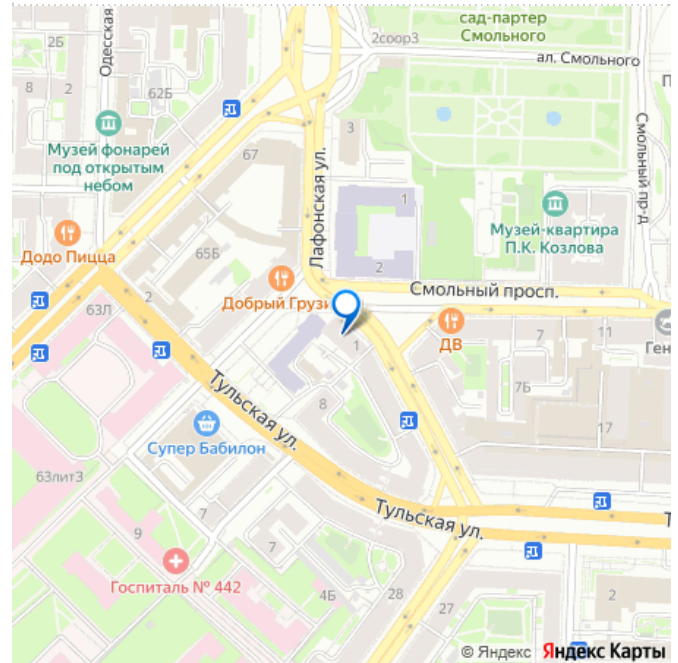 сад-партер
Смольного
2соор3
ал. Смольного
Одесская
2Б
8
2
62Б
Музей фонарей
под открытым
небом
67
Лафонская ул.
3
1
2
Смольный пр-д
Музей-квартира
П.К. Козлова
Додо Пицца
65Б
2
63Л
Добрый Грузи
Смольный просп.
ДВ
11
7
Ген
1
7Б
8
17
Тульская ул.
Супер Бабилон
63лит3
9
7
7
Тульская ул.
Т
Госпиталь № 442
4Б
28
27
2
© Яндекс Яндекс Карты